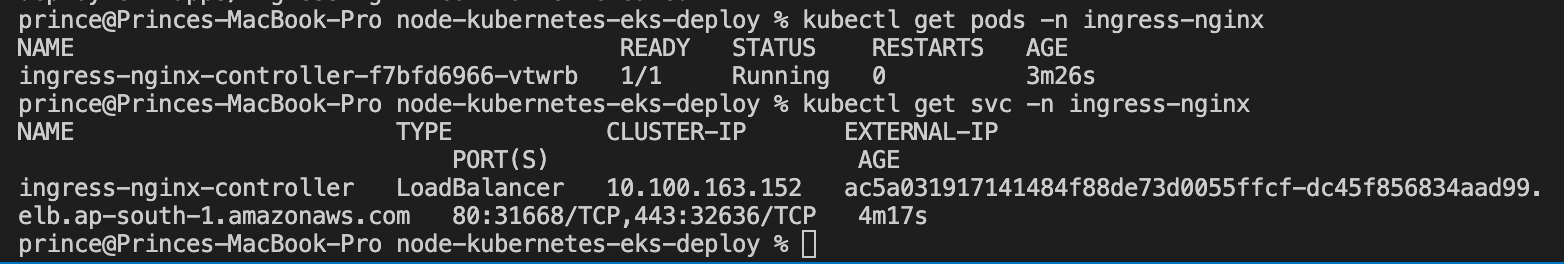 prince@Princes-MacBook-Pro node-kubernetes-eks-deploy % kubectl get pods -n ingress-nginx
NAME READY STATUS RESTARTS AGE
ingress-nginx-controller-f7bfd6966-vtwrb 1/1 Running 0 3m26s
prince@Princes-MacBook-Pro node-kubernetes-eks-deploy % kubectl get svc -n ingress-nginx
NAME TYPE CLUSTER-IP EXTERNAL-IP
PORT(S) AGE
ingress-nginx-controller LoadBalancer 10.100.163.152 ac5a031917141484f88de73d0055ffcf-dc45f856834aad99.
elb.ap-south-1.amazonaws.com 80:31668/TCP,443:32636/TCP 4m17s
prince@Princes-MacBook-Pro node-kubernetes-eks-deploy %